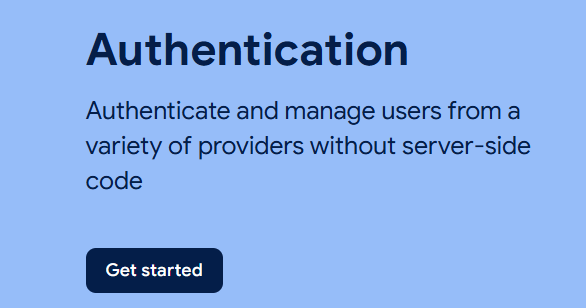 Authentication
Authenticate and manage users from a
variety of providers without server-side
code
Get started